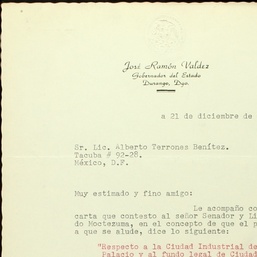 José Ramón Valdez
Gobernador del Estado
Durango, Dgo.
a 21 de diciembre de
Sr. Lic. Alberto Terrones Benítez.
Tacuba # 92-28.
México, D.F.
Muy estimado y fino amigo:
Le acompaño co
carta que contesto al señor Senador y Li
do Moctezuma, en el concepto de que el p
a que se alude, dice lo siguiente:
"Respecto a la Ciudad Industrial de
Palacio y al fundo legal de Ciudad